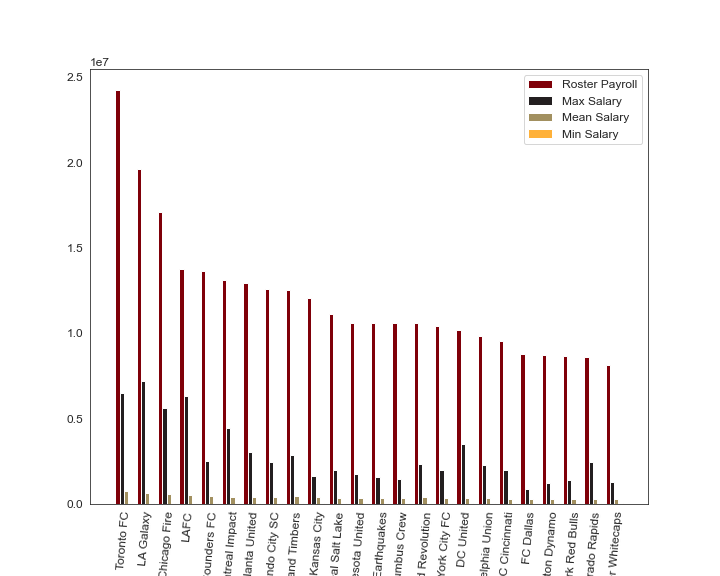 1e7
2.5
2.0
1.5
1.0
0.5
0.0
Roster Payroll
Max Salary
Mean Salary
Min Salary
Toronto FC
LA Galaxy
Chicago Fire
LAFC
ounders FC
treal Impact
lanta United
ndo City SC
and Timbers
Kansas City
al Salt Lake
esota United
Earthquakes
umbus Crew
d Revolution
York City FC
DC United
elphia Union
C Cincinnati
FC Dallas
ton Dynamo
rk Red Bulls
rado Rapids
r Whitecaps